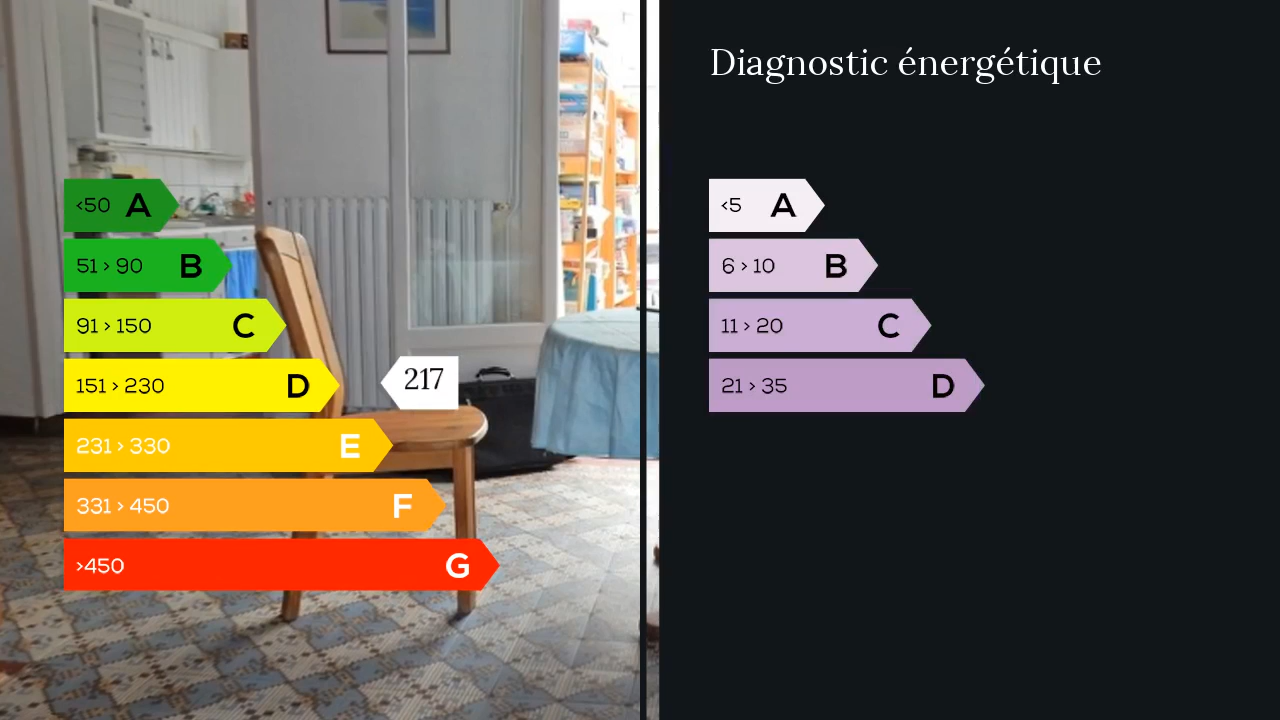 Diagnostic énergétique
<50 A
51 > 90 B
91 > 150 C
151 > 230 D
217
231 > 330 E
331 > 450 F
>450 G
<5 A
6 > 10 B
11 > 20 C
21 > 35 D